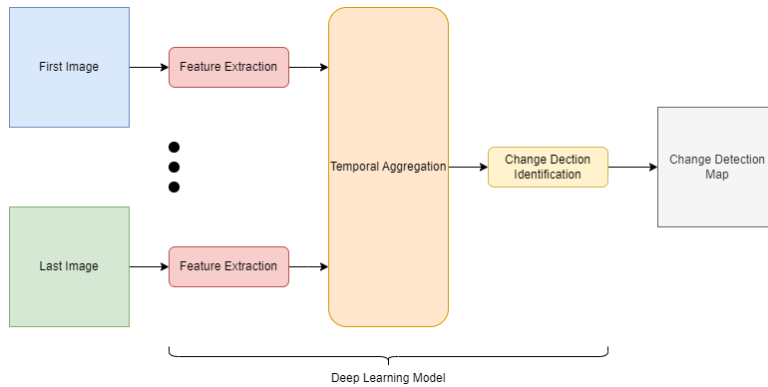 First Image
Feature Extraction
Temporal Aggregation
Change Dection
Identification
Change Detection
Map
Last Image
Feature Extraction
Deep Learning Model